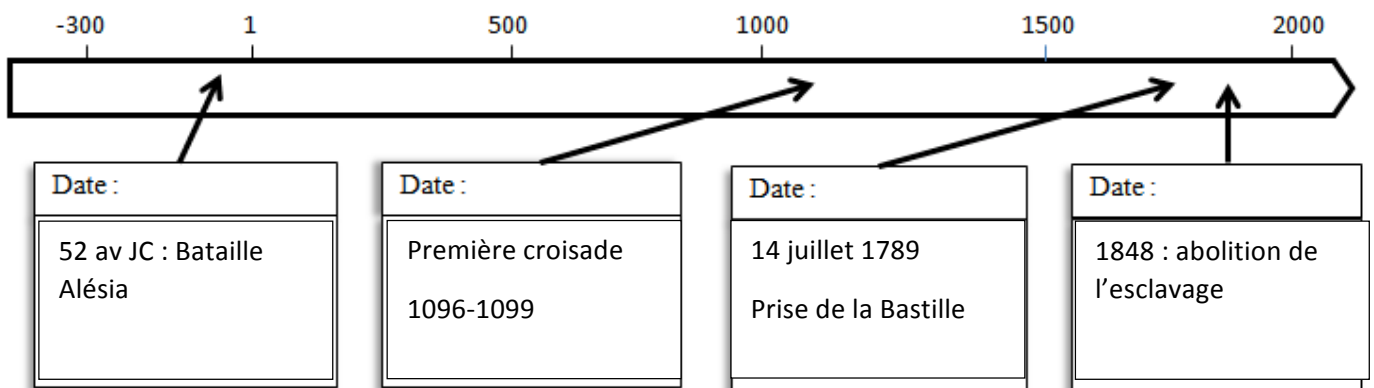 -300 1 500 1000 1500 2000
Date :
52 av JC : Bataille
Alésia
Date :
Première croisade
1096-1099
Date :
14 juillet 1789
Prise de la Bastille
Date :
1848 : abolition de
l’esclavage